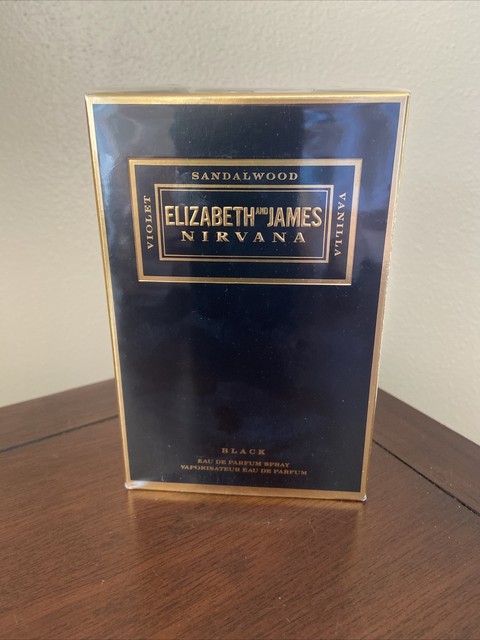 SANDALWOOD
VIOLET
ELIZABETH AND JAMES
NIRVANA
VANILLA
BLACK
EAU DE PARFUM SPRAY
VAPORISATEUR EAU DE PARFUM